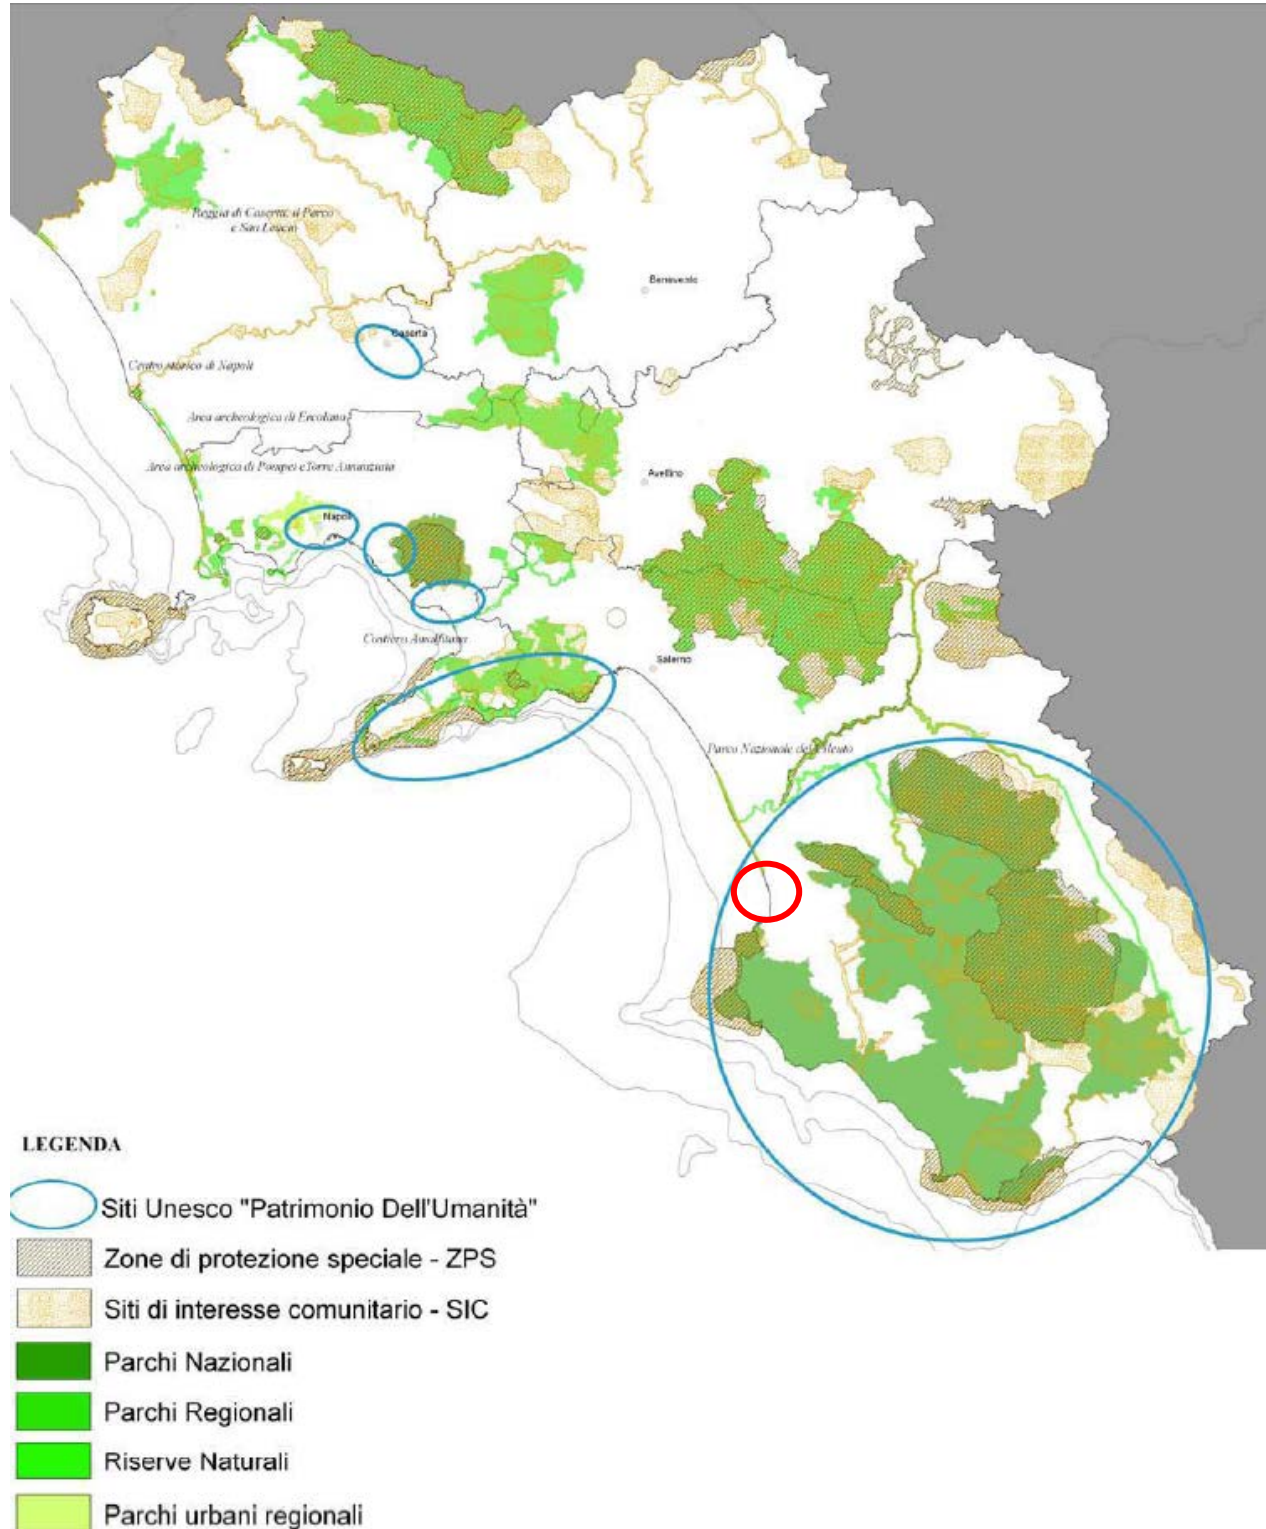 Reggia di Caserta: il Parco
e San Leucio
Benevento
Caserta
Centro storico di Napoli
Area archeologica di Ercolano
Area archeologica di Pompei e Torre Annunziata
Avellino
Napoli
Costiera Amalfitana
Salerno
Parco Nazionale del Cilento
LEGENDA
Siti Unesco "Patrimonio Dell'Umanità"
Zone di protezione speciale - ZPS
Siti di interesse comunitario - SIC
Parchi Nazionali
Parchi Regionali
Riserve Naturali
Parchi urbani regionali